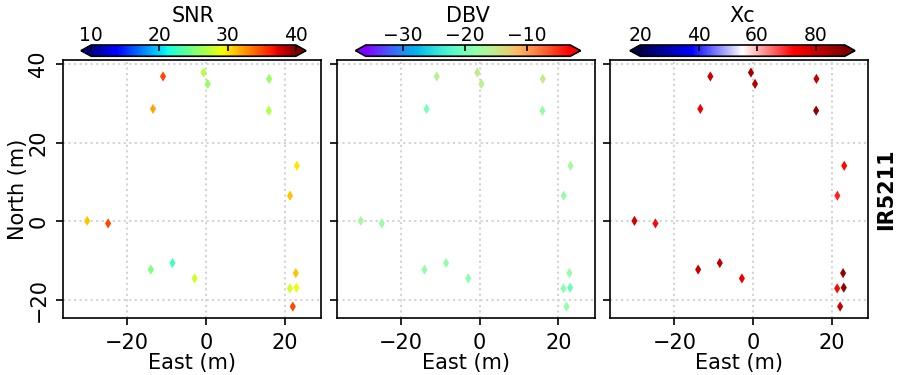 SNR DBV Xc
10 20 30 40 −30 −20 −10 20 40 60 80
40
20
0
−20
North (m)
IR5211
−20 0 20 −20 0 20 −20 0 20
East (m) East (m) East (m)